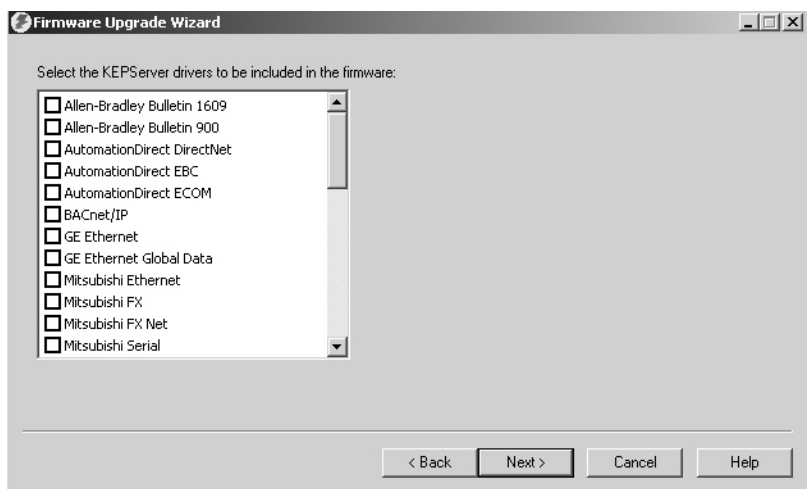 Firmware Upgrade Wizard
Select the KEPServer drivers to be included in the firmware:
Allen-Bradley Bulletin 1609
Allen-Bradley Bulletin 900
AutomationDirect DirectNet
AutomationDirect EBC
AutomationDirect ECOM
BACnet/IP
GE Ethernet
GE Ethernet Global Data
Mitsubishi Ethernet
Mitsubishi FX
Mitsubishi FX Net
Mitsubishi Serial
< Back Next > Cancel Help